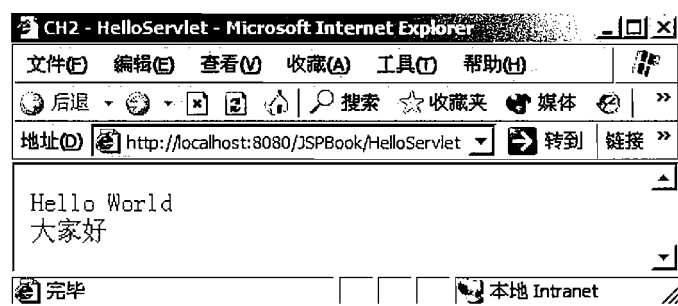 CH2 - HelloServlet - Microsoft Internet Explorer
文件(F) 编辑(E) 查看(V) 收藏(A) 工具(T) 帮助(H)
后退 搜索 收藏夹 媒体 »
地址(D) http://localhost:8080/JSPBook/HelloServlet 转到 链接 »
Hello World
大家好
完毕 本地 Intranet